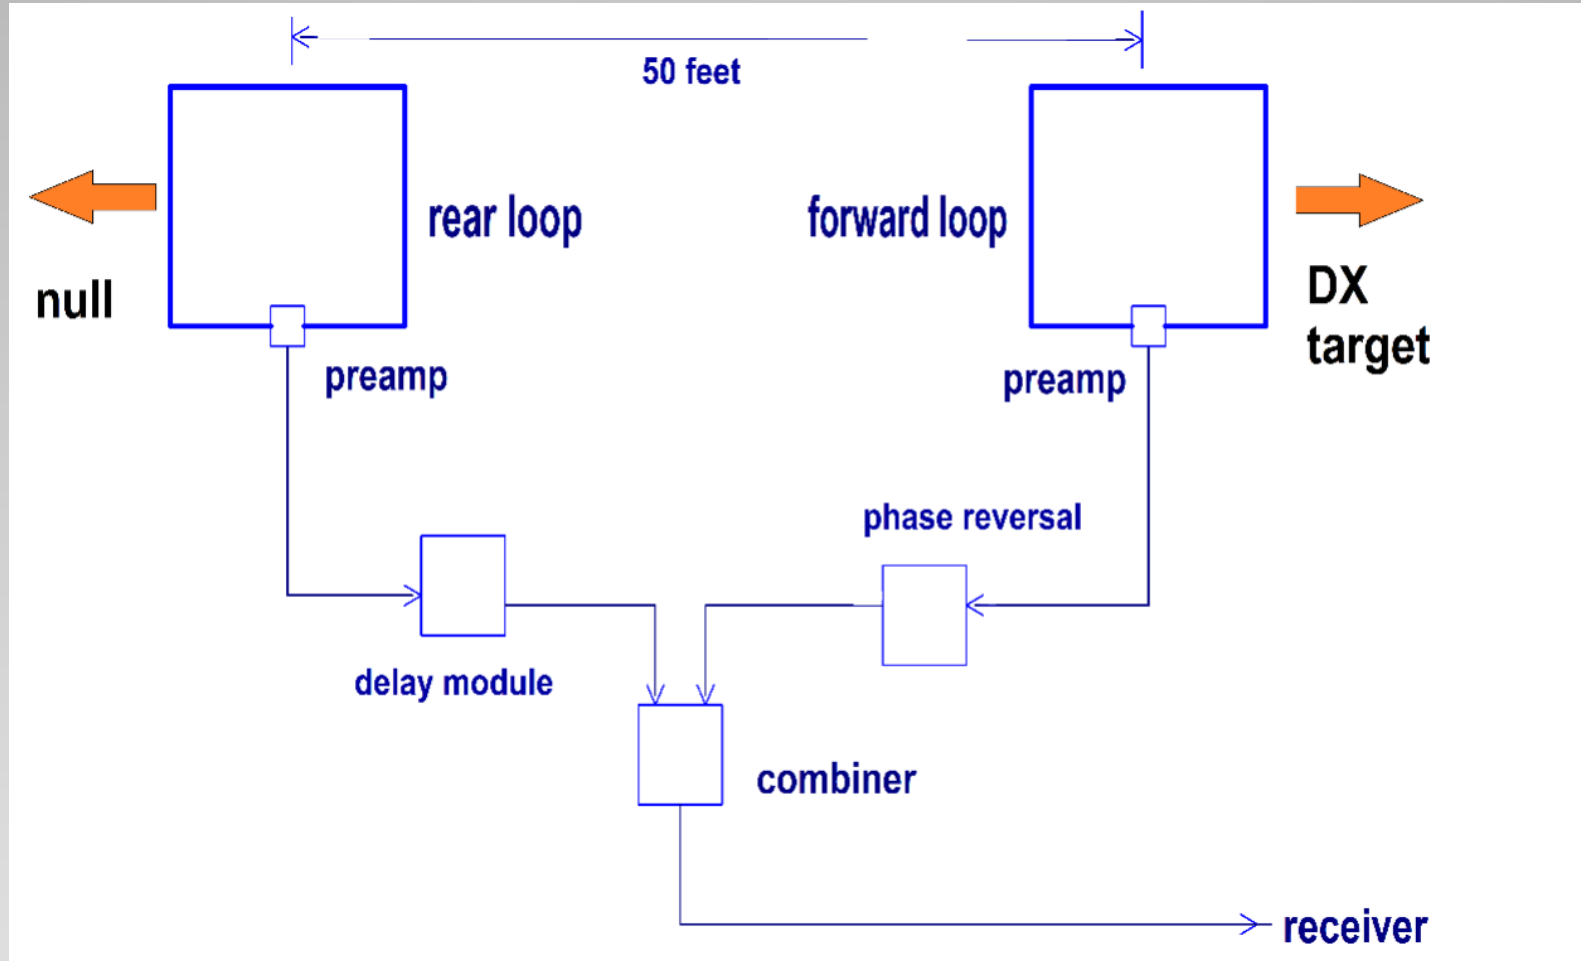 50 feet
rear loop
forward loop
null
DX
target
preamp
preamp
phase reversal
delay module
combiner
receiver